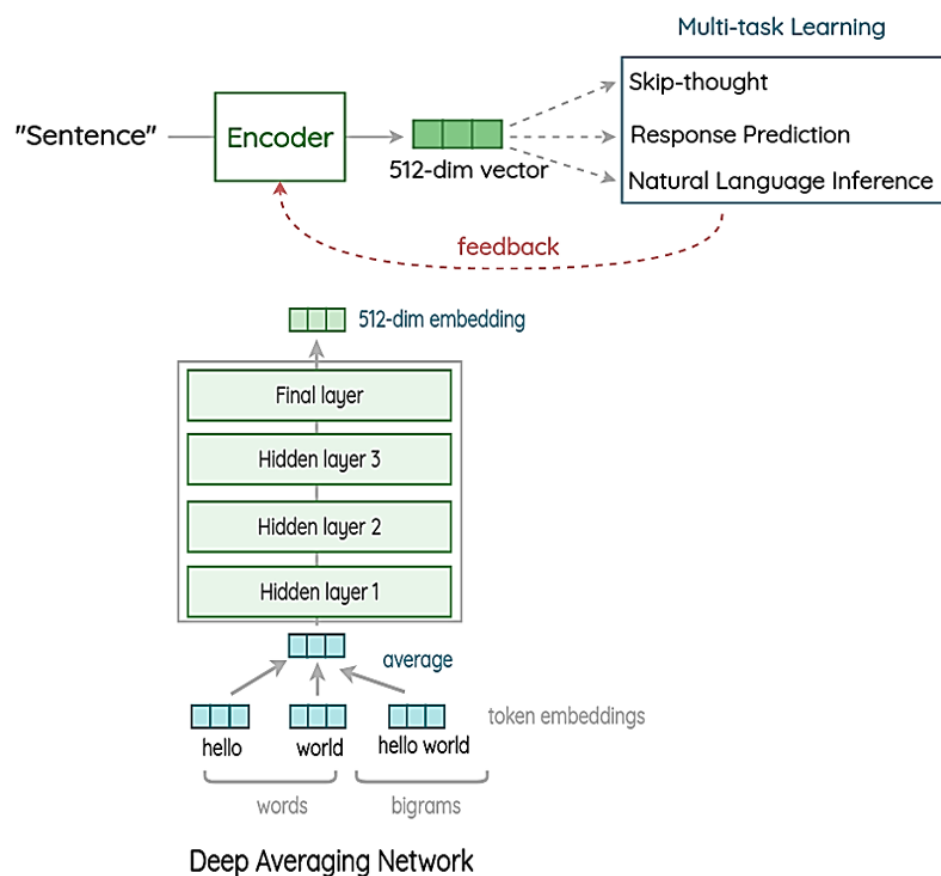 Multi-task Learning
"Sentence"
Encoder
512-dim vector
Skip-thought
Response Prediction
Natural Language Inference
feedback
512-dim embedding
Final layer
Hidden layer 3
Hidden layer 2
Hidden layer 1
average
token embeddings
hello
world
hello world
words
bigrams
Deep Averaging Network